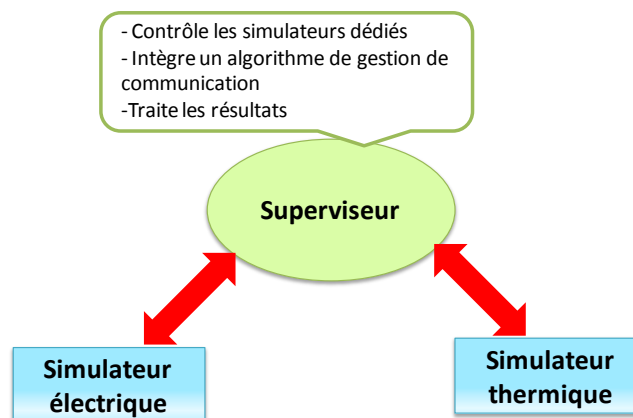 - Contrôle les simulateurs dédiés
- Intègre un algorithme de gestion de
communication
-Traite les résultats
Superviseur
Simulateur
électrique
Simulateur
thermique